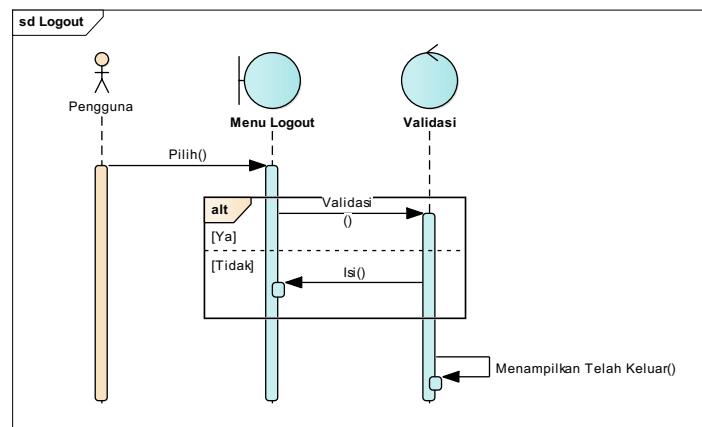 sd Logout
Pengguna
Menu Logout
Validasi
Pilih()
alt
Validasi
()
[Ya]
[Tidak]
Isi()
Menampilkan Telah Keluar()